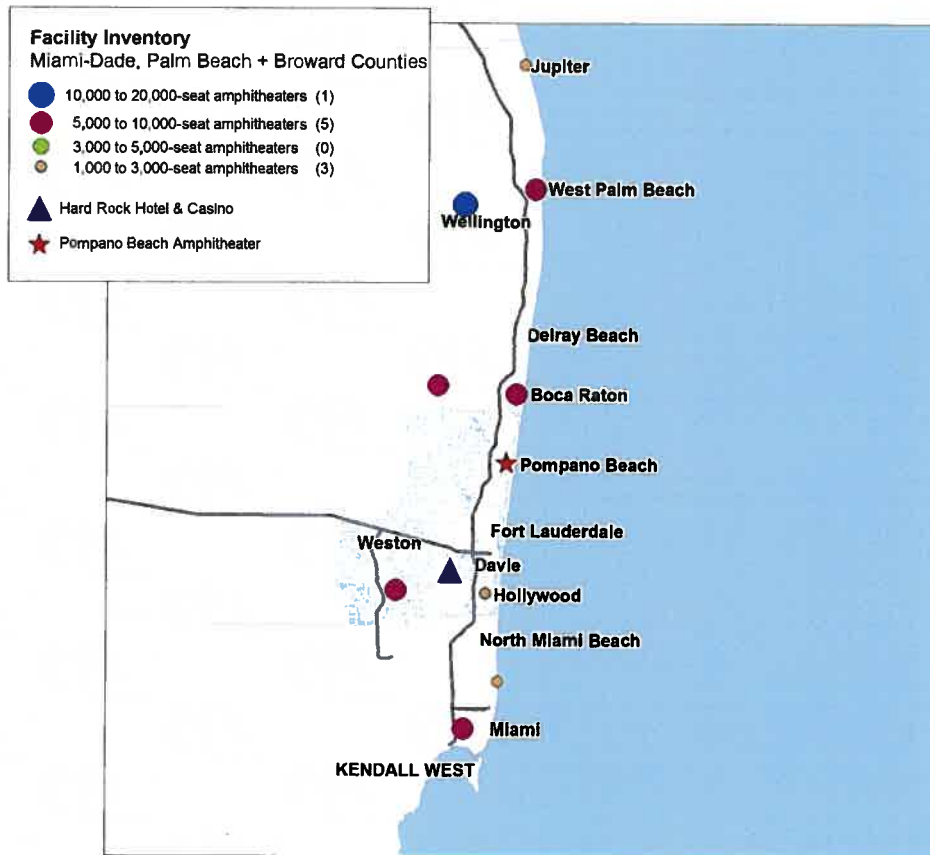 Facility Inventory
Miami-Dade, Palm Beach + Broward Counties
10,000 to 20,000-seat amphitheaters (1)
5,000 to 10,000-seat amphitheaters (5)
3,000 to 5,000-seat amphitheaters (0)
1,000 to 3,000-seat amphitheaters (3)
Hard Rock Hotel & Casino
Pompano Beach Amphitheater
Jupiter
West Palm Beach
Wellington
Delray Beach
Boca Raton
Pompano Beach
Fort Lauderdale
Weston
Davie
Hollywood
North Miami Beach
Miami
KENDALL WEST